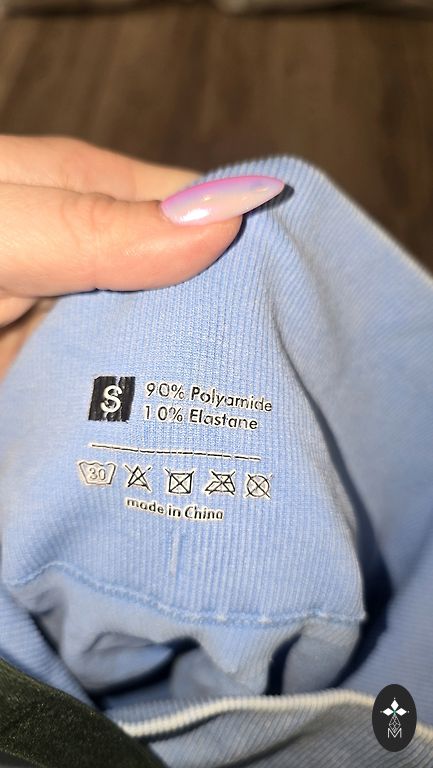 S
90% Polyamide
10% Elastane
30
made in China
M